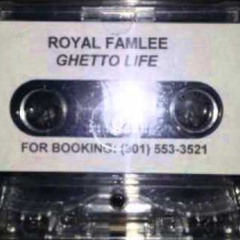 ROYAL FAMLEE
GHETTO LIFE
FOR BOOKING: (901) 553-3521